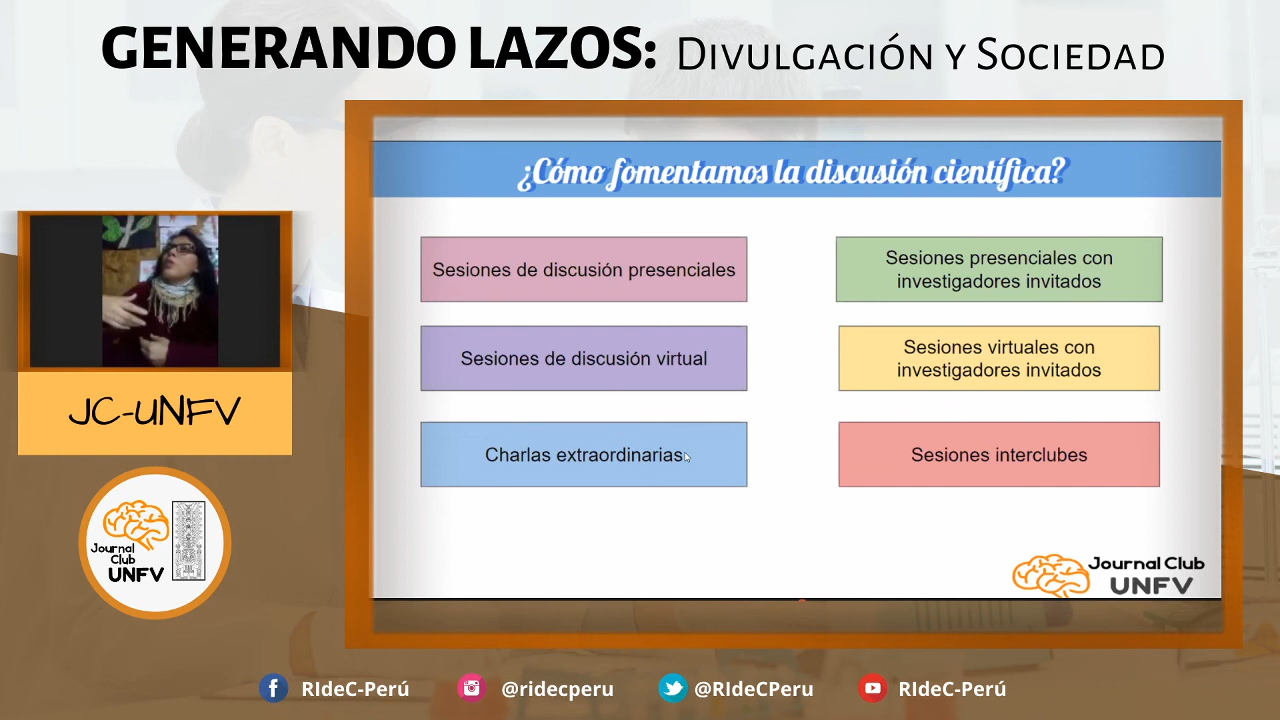 GENERANDO LAZOS: DIVULGACIÓN Y SOCIEDAD
¿Cómo fomentamos la discusión científica?
Sesiones de discusión presenciales
Sesiones presenciales con
investigadores invitados
Sesiones de discusión virtual
Sesiones virtuales con
investigadores invitados
Charlas extraordinarias
Sesiones interclubes
JC-UNFV
Journal
Club
UNFV
Journal Club
UNFV
RIdeC-Perú
@ridecperu
@RIdeCPeru
RIdeC-Perú